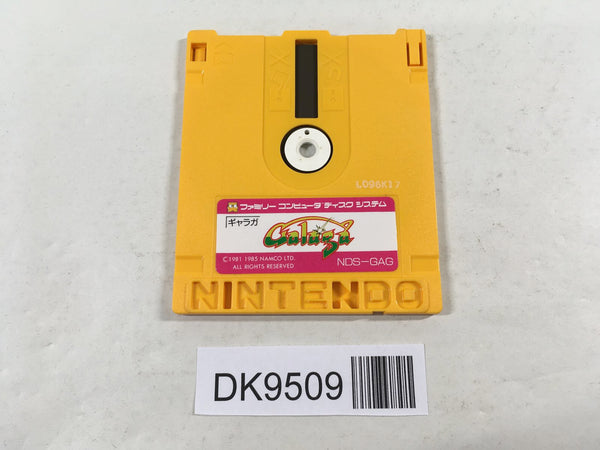 L096K17
ファミリー コンピュータ ディスク システム
ギャラガ
Galaga
©1981 1985 NAMCO LTD.
ALL RIGHTS RESERVED
NDS-GAG
NINTENDO
DK9509